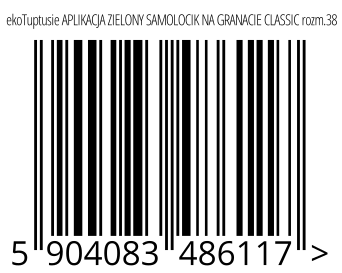 ekoTuptusie APLIKACJA ZIELONY SAMOLOCIK NA GRANACIE CLASSIC rozm.38
5 904083 486117 >